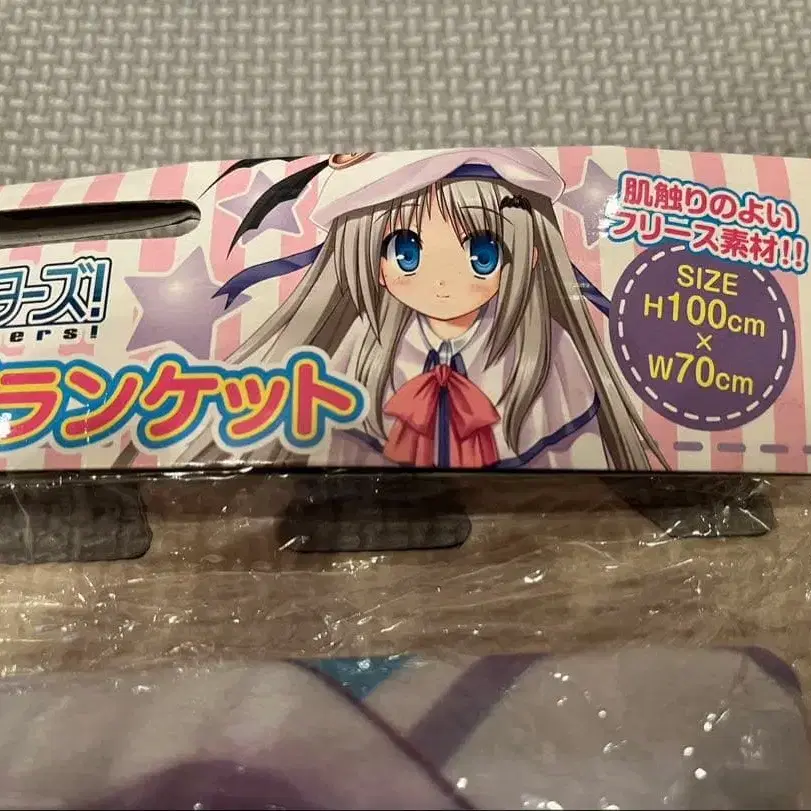 ターズ!
ers!
ランケット
肌触りのよい
フリース素材!!
SIZE
H100cm
×
W70cm